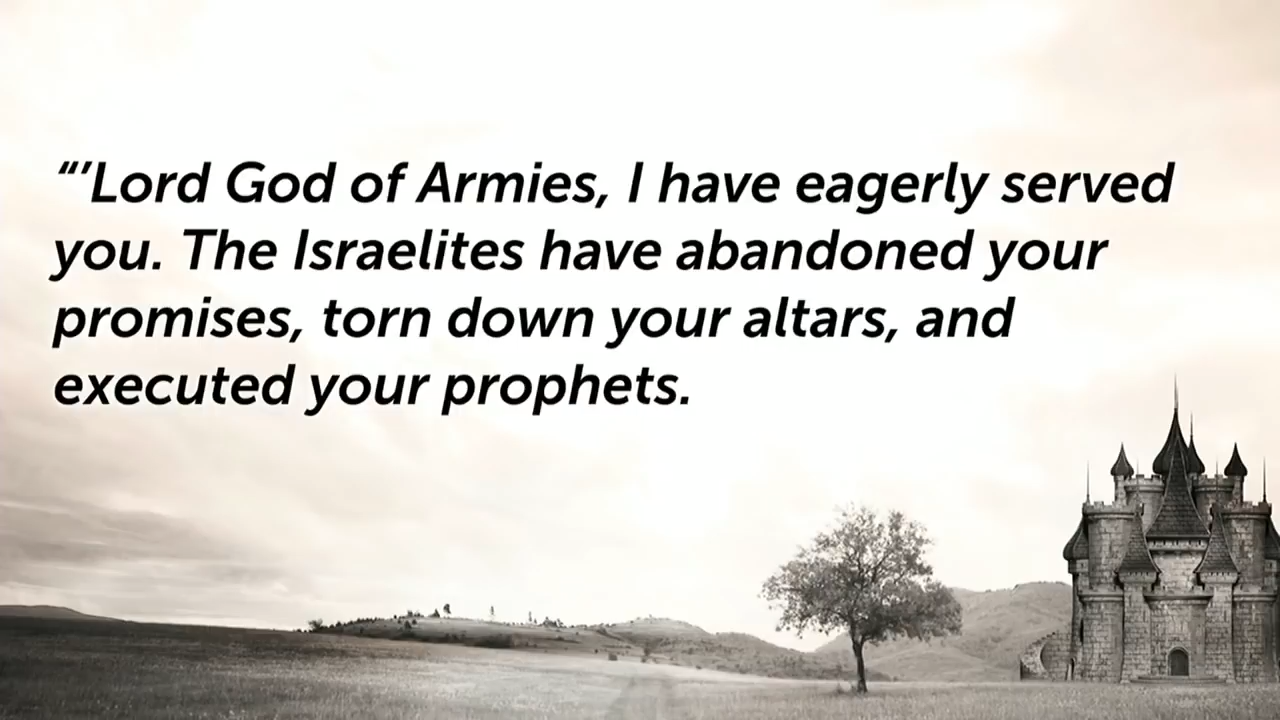 “’Lord God of Armies, I have eagerly served
you. The Israelites have abandoned your
promises, torn down your altars, and
executed your prophets.